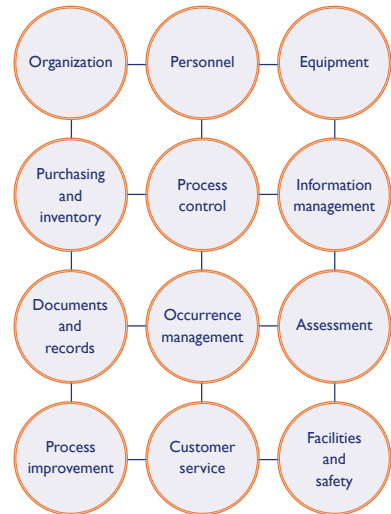 Organization
Personnel
Equipment
Purchasing
and
inventory
Process
control
Information
management
Documents
and
records
Occurrence
management
Assessment
Process
improvement
Customer
service
Facilities
and
safety